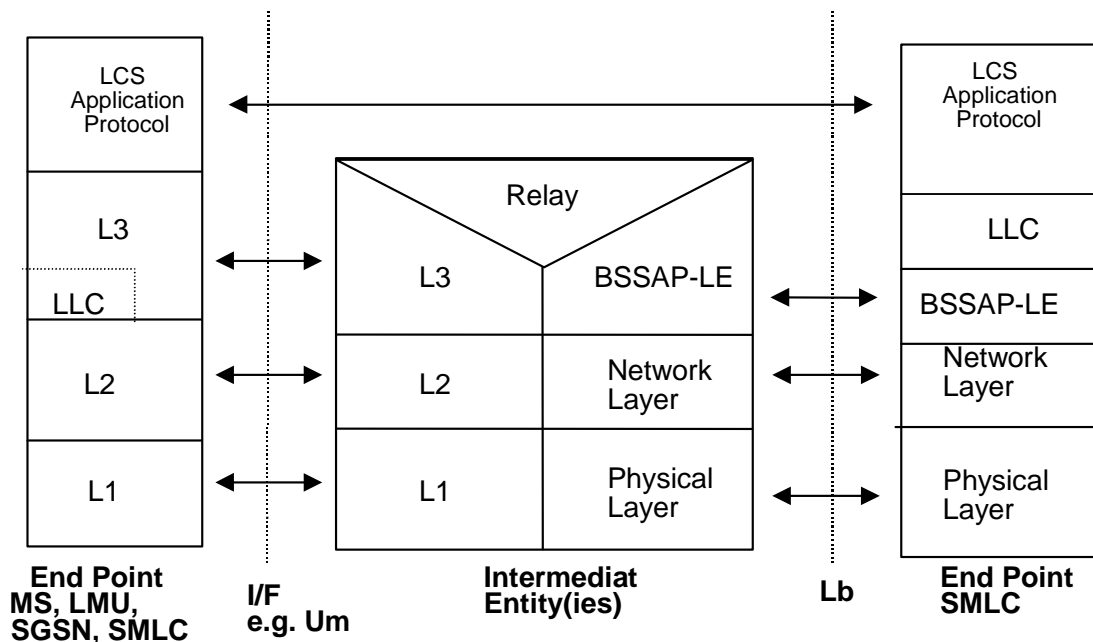 LCS
Application
Protocol
L3
LLC
L2
L1
End Point
MS, LMU,
SGSN, SMLC
I/F
e.g. Um
Relay
L3
BSSAP-LE
L2
Network
Layer
L1
Physical
Layer
Intermediat
Entity(ies)
Lb
LCS
Application
Protocol
LLC
BSSAP-LE
Network
Layer
Physical
Layer
End Point
SMLC